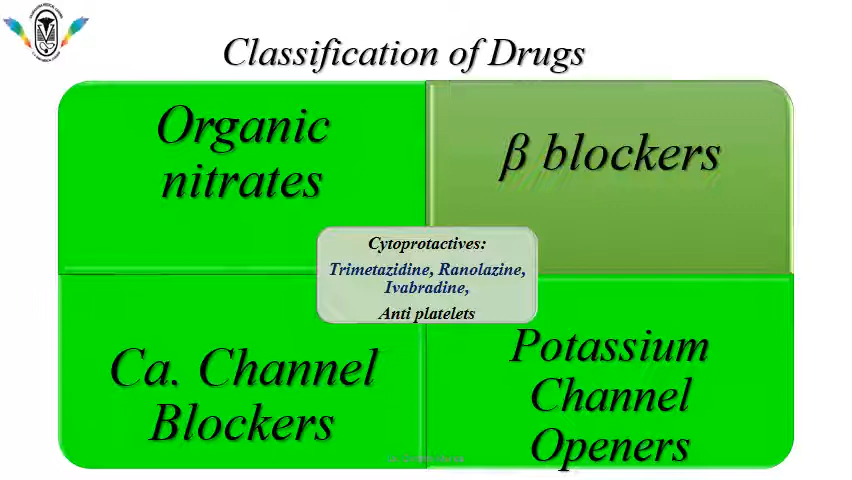 Classification of Drugs
Organic
nitrates
β blockers
Cytoprotactives:
Trimetazidine, Ranolazine,
Ivabradine,
Anti platelets
Ca. Channel
Blockers
Potassium
Channel
Openers